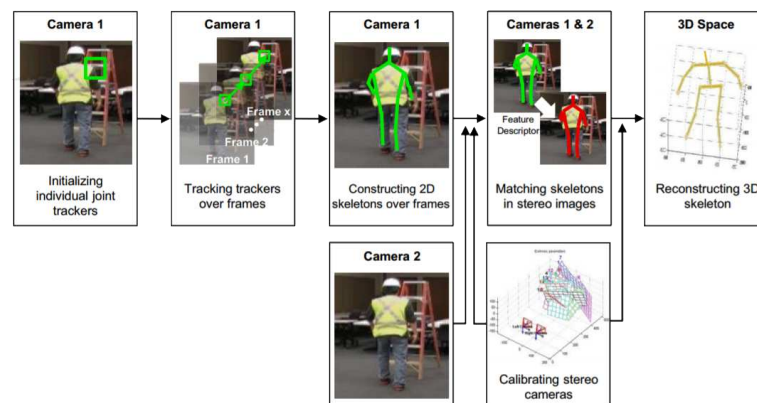 Camera 1
Initializing
individual joint
trackers
Camera 1
Frame x
Frame 2
Frame 1
Tracking trackers
over frames
Camera 1
Constructing 2D
skeletons over frames
Cameras 1 & 2
Feature
Descriptor
Matching skeletons
in stereo images
3D Space
Reconstructing 3D
skeleton
Camera 2
Calibrating stereo
cameras